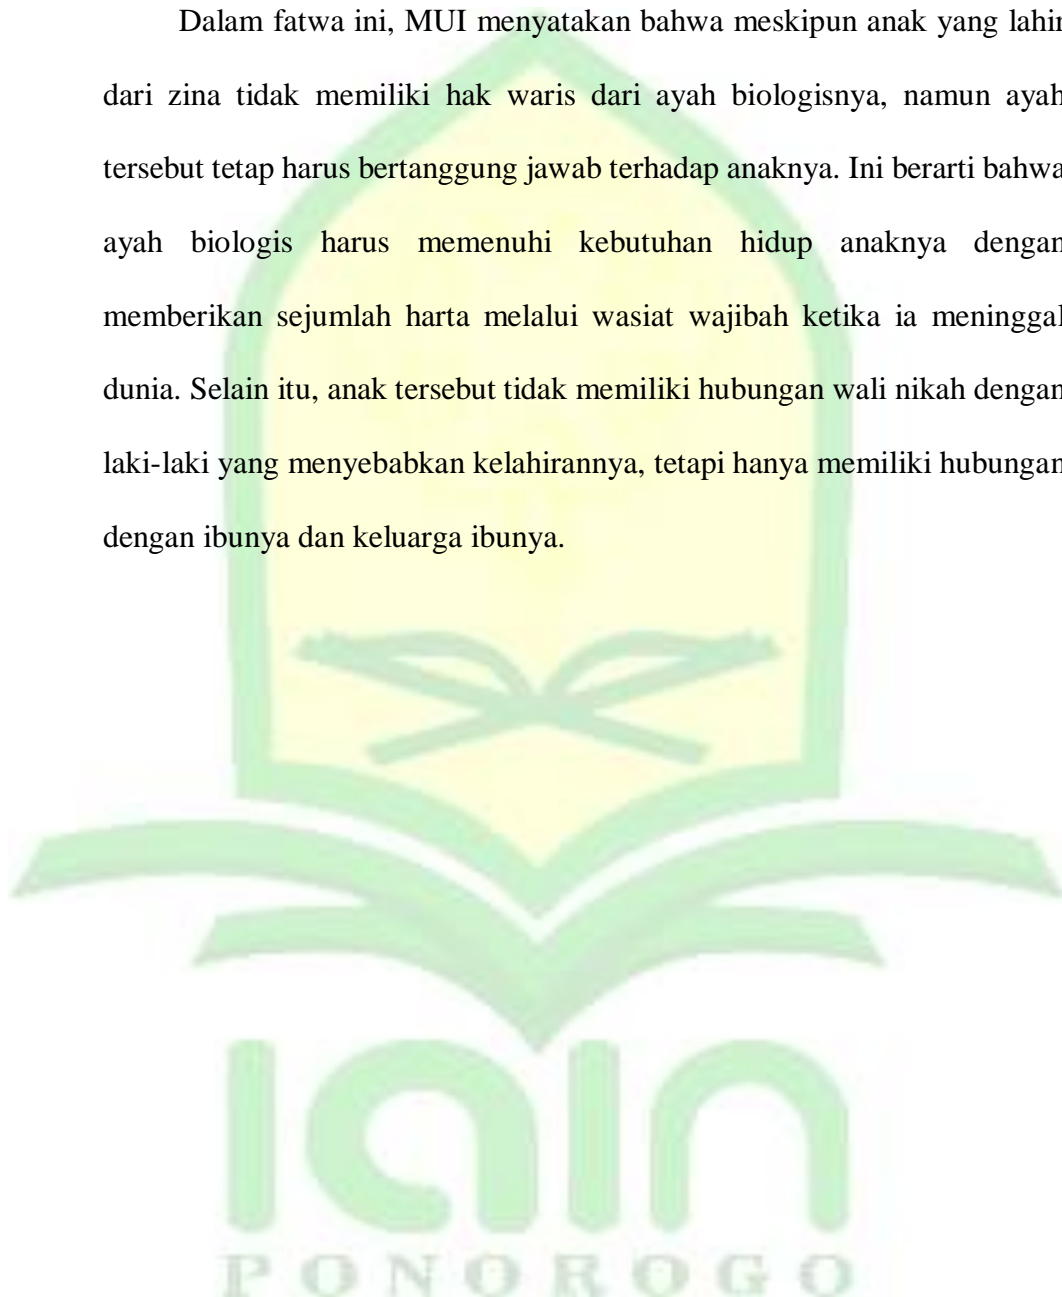 Dalam fatwa ini, MUI menyatakan bahwa meskipun anak yang lahir
dari zina tidak memiliki hak waris dari ayah biologisnya, namun ayah
tersebut tetap harus bertanggung jawab terhadap anaknya. Ini berarti bahwa
ayah biologis harus memenuhi kebutuhan hidup anaknya dengan
memberikan sejumlah harta melalui wasiat wajibah ketika ia meninggal
dunia. Selain itu, anak tersebut tidak memiliki hubungan wali nikah dengan
laki-laki yang menyebabkan kelahirannya, tetapi hanya memiliki hubungan
dengan ibunya dan keluarga ibunya.
iain
PONOROGO